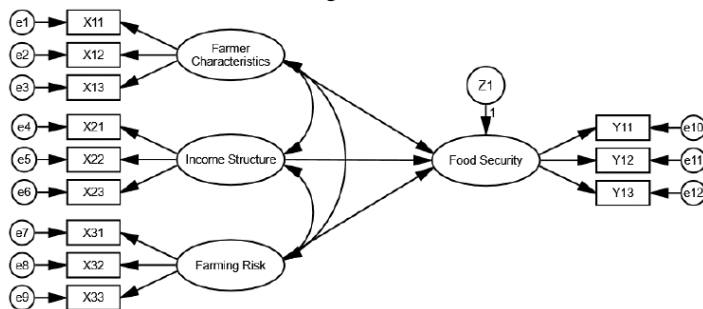 e1
X11
e2
X12
e3
X13
Farmer
Characteristics
e4
X21
e5
X22
e6
X23
Income Structure
e7
X31
e8
X32
e9
X33
Farming Risk
Z1
1
Food Security
Y11
e10
Y12
e11
Y13
e12